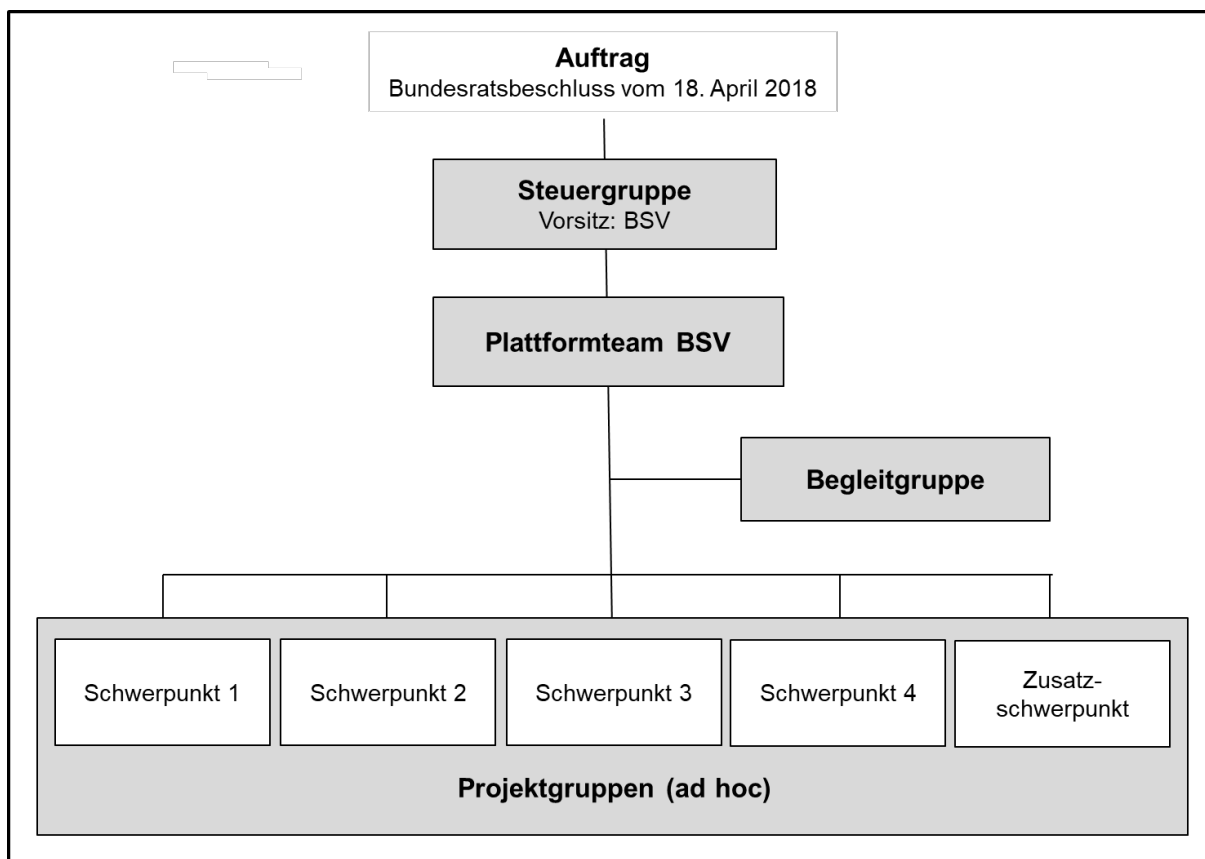 Auftrag
Bundesratsbeschluss vom 18. April 2018
Steuergruppe
Vorsitz: BSV
Plattformteam BSV
Begleitgruppe
Schwerpunkt 1
Schwerpunkt 2
Schwerpunkt 3
Schwerpunkt 4
Zusatz-
schwerpunkt
Projektgruppen (ad hoc)